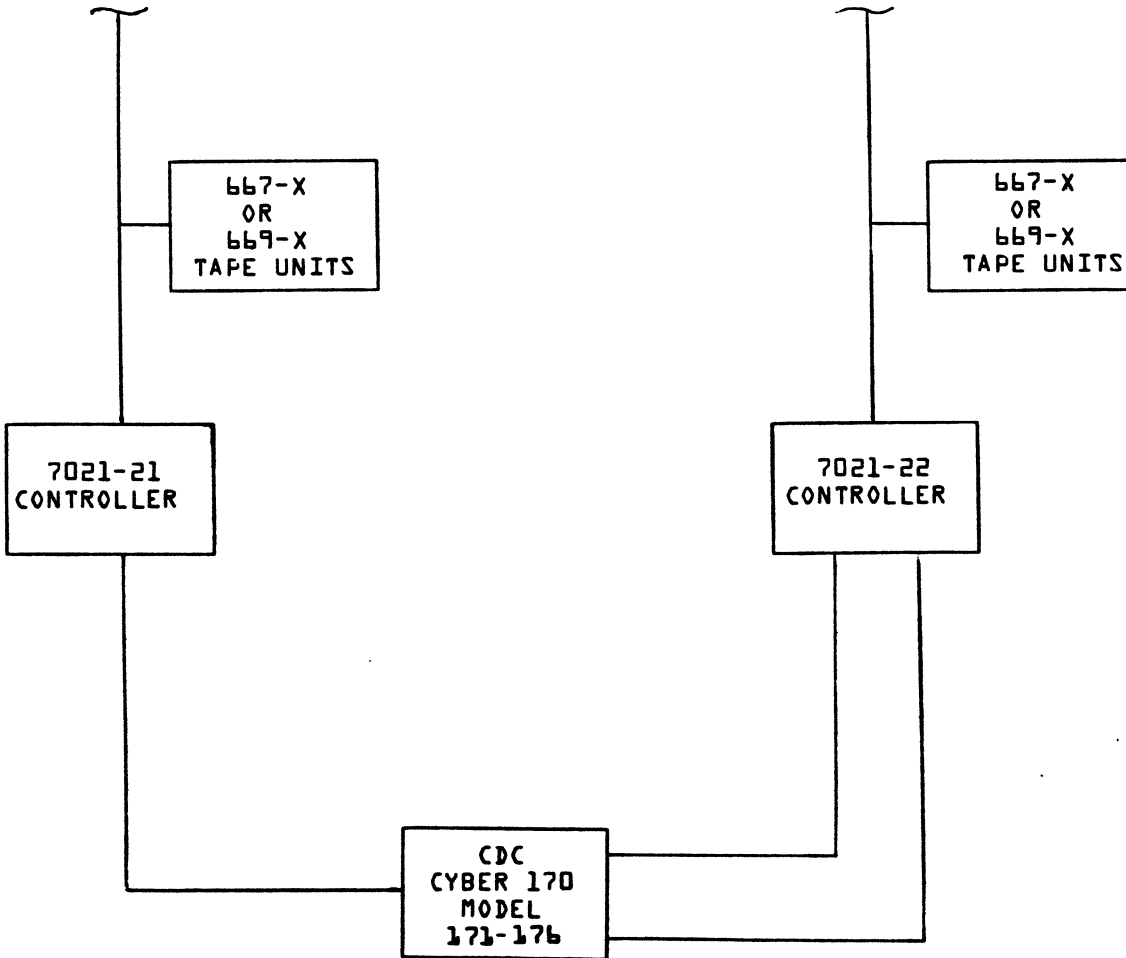 667-X
OR
669-X
TAPE UNITS
667-X
OR
669-X
TAPE UNITS
7021-21
CONTROLLER
7021-22
CONTROLLER
CDC
CYBER 170
MODEL
171-176